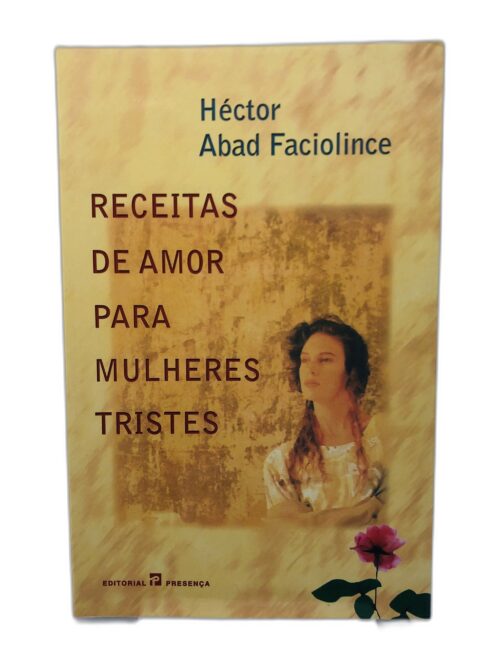 Héctor
Abad Faciolince
RECEITAS
DE AMOR
PARA
MULHERES
TRISTES
EDITORIAL PRESENÇA